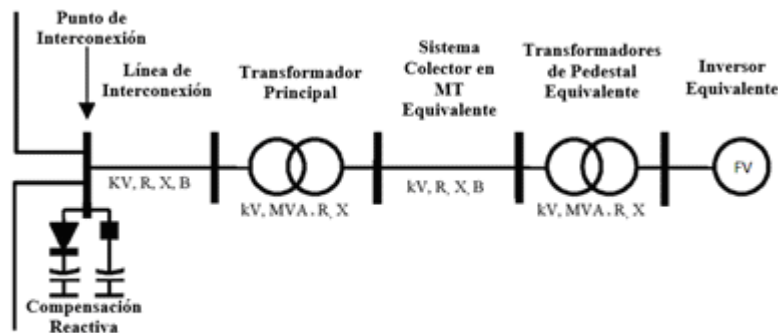 Punto de
Interconexión
Línea de
Interconexión
Transformador
Principal
Sistema
Colector en
MT
Equivalente
Transformadores
de Pedestal
Equivalente
Inversor
Equivalente
KV, R, X, B
kV, MVA, R, X
kV, R, X, B
kV, MVA, R, X
FV
Compensación
Reactiva